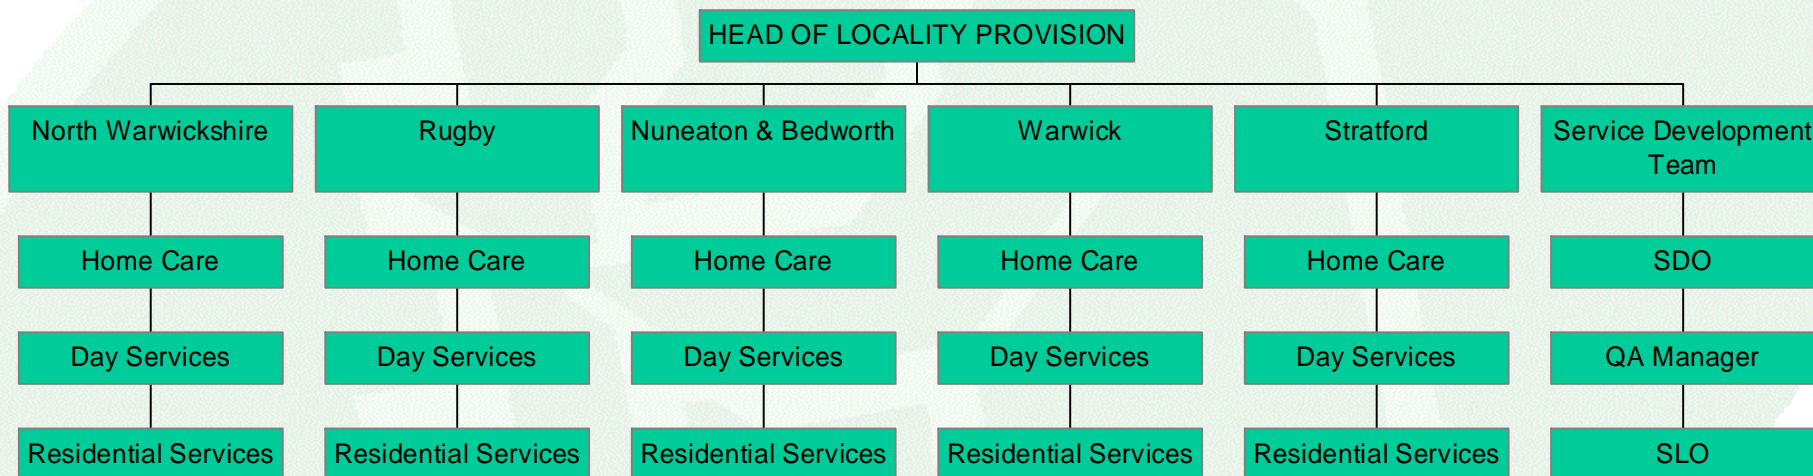 HEAD OF LOCALITY PROVISION
North Warwickshire
Rugby
Nuneaton & Bedworth
Warwick
Stratford
Service Development
Team
Home Care
Home Care
Home Care
Home Care
Home Care
SDO
Day Services
Day Services
Day Services
Day Services
Day Services
QA Manager
Residential Services
Residential Services
Residential Services
Residential Services
Residential Services
SLO